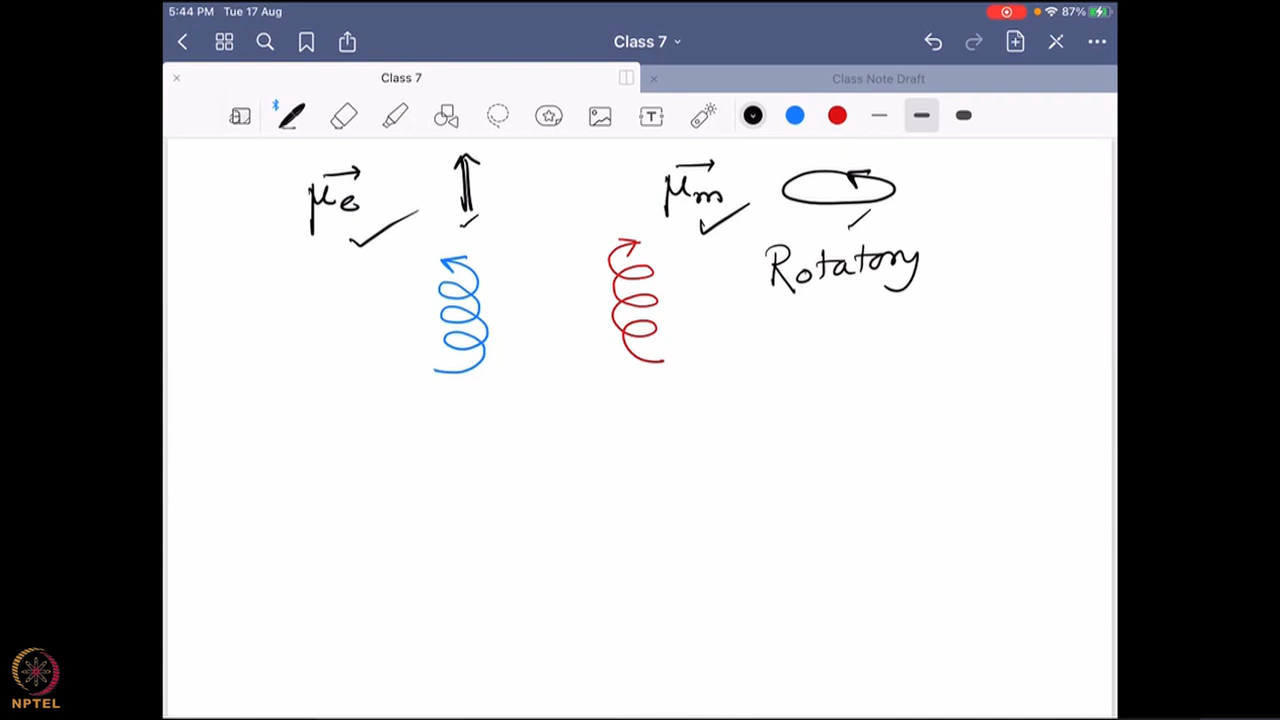 5:44 PM Tue 17 Aug
87%
Class 7
Class 7
Class Note Draft
T
μe
μm
Rotatory
NPTEL